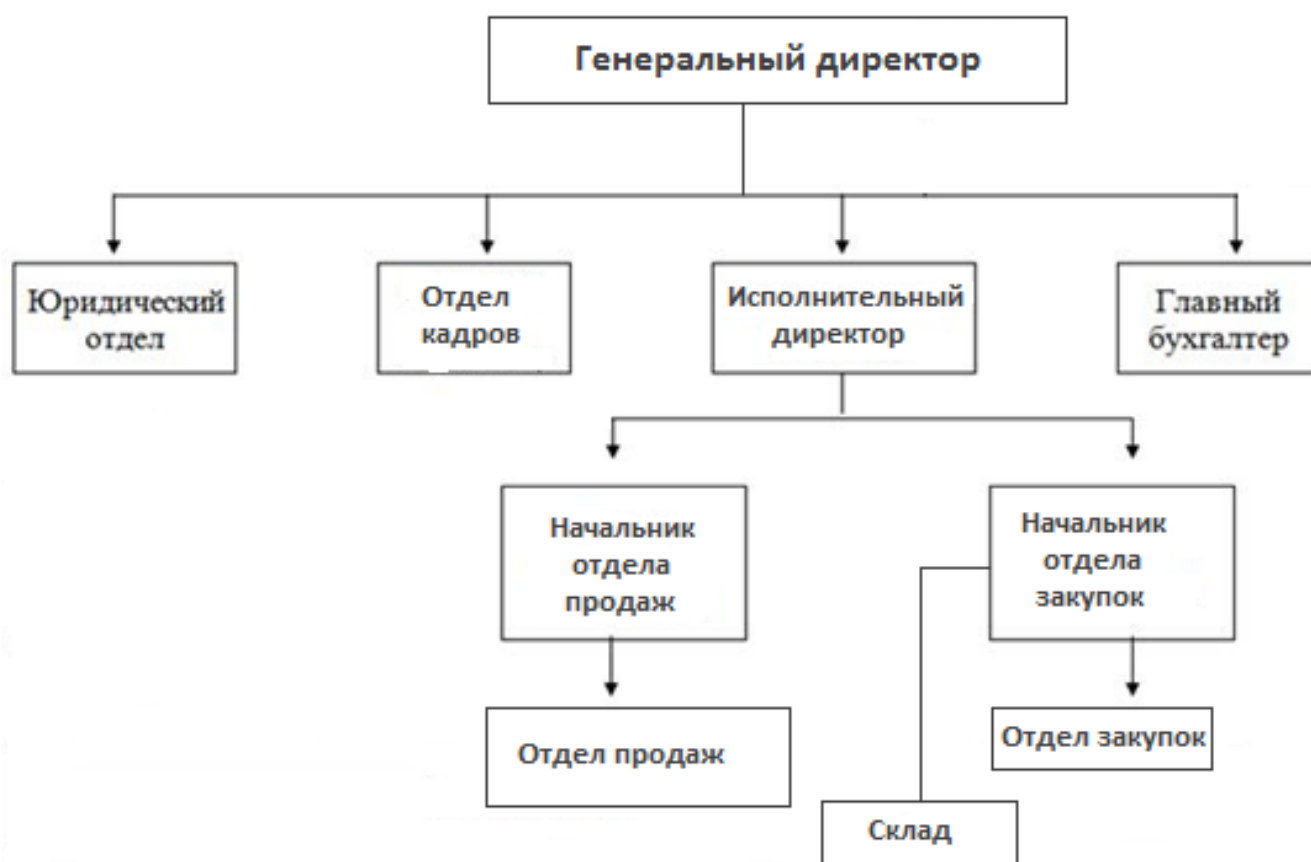 Генеральный директор
Юридический
отдел
Отдел
кадров
Исполнительный
директор
Главный
бухгалтер
Начальник
отдела
продаж
Начальник
отдела
закупок
Отдел продаж
Отдел закупок
Склад